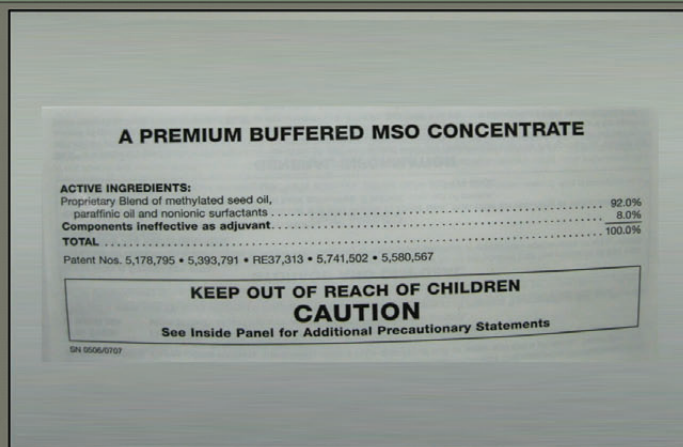 A PREMIUM BUFFERED MSO CONCENTRATE
ACTIVE INGREDIENTS:
Proprietary Blend of methylated seed oil,
paraffinic oil and nonionic surfactants ........................................ 92.0%
Components ineffective as adjuvant........................................ 8.0%
TOTAL ........................................ 100.0%
Patent Nos. 5,178,795 • 5,393,791 • RE37,313 • 5,741,502 • 5,580,567
KEEP OUT OF REACH OF CHILDREN
CAUTION
See Inside Panel for Additional Precautionary Statements
SN 0506/0707